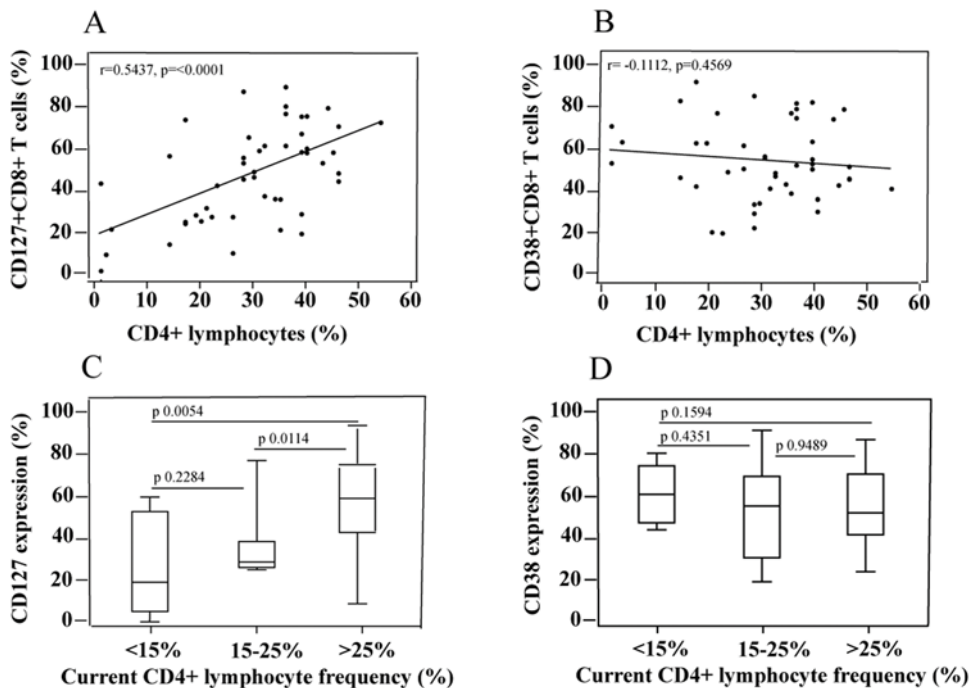 A
r=0.5437, p=<0.0001
CD127+CD8+ T cells (%)
100
80
60
40
20
0
0 10 20 30 40 50 60
CD4+ lymphocytes (%)
B
r= -0.1112, p=0.4569
CD38+CD8+ T cells (%)
100
80
60
40
20
0
0 10 20 30 40 50 60
CD4+ lymphocytes (%)
C
p 0.0054
p 0.0114
p 0.2284
CD127 expression (%)
100
80
60
40
20
0
<15% 15-25% >25%
Current CD4+ lymphocyte frequency (%)
D
p 0.1594
p 0.4351
p 0.9489
CD38 expression (%)
100
80
60
40
20
0
<15% 15-25% >25%
Current CD4+ lymphocyte frequency (%)